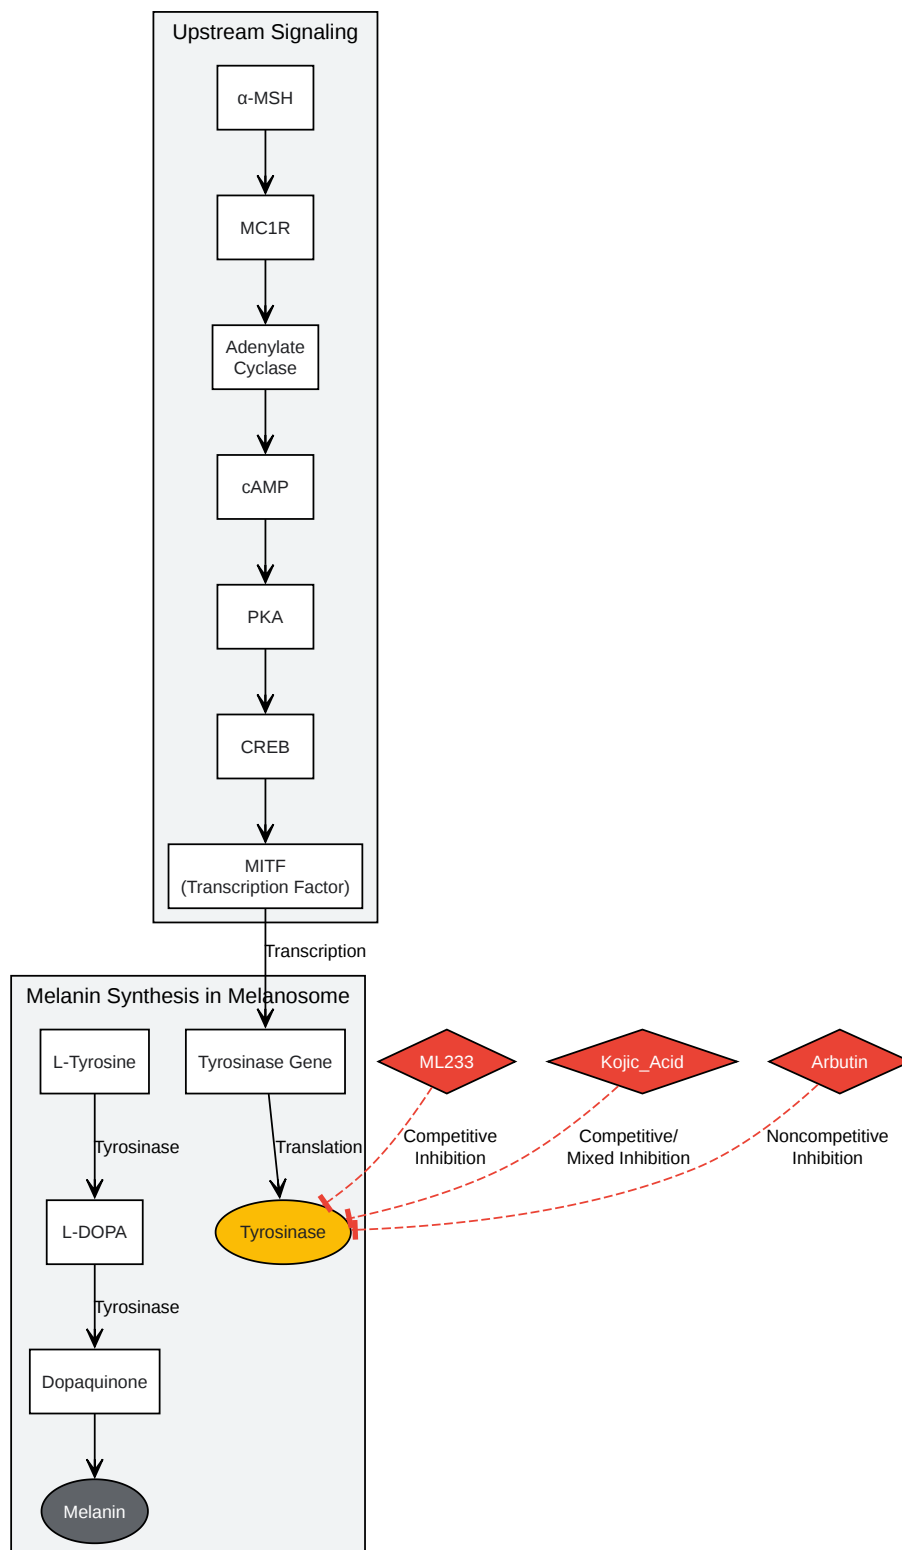 Upstream Signaling
α-MSH
MC1R
Adenylate
Cyclase
cAMP
PKA
CREB
MITF
(Transcription Factor)
Transcription
Melanin Synthesis in Melanosome
L-Tyrosine
Tyrosinase Gene
ML233
Kojic_Acid
Arbutin
Tyrosinase
Translation
Competitive
Inhibition
Competitive/
Mixed Inhibition
Noncompetitive
Inhibition
L-DOPA
Tyrosinase
Tyrosinase
Dopaquinone
Melanin